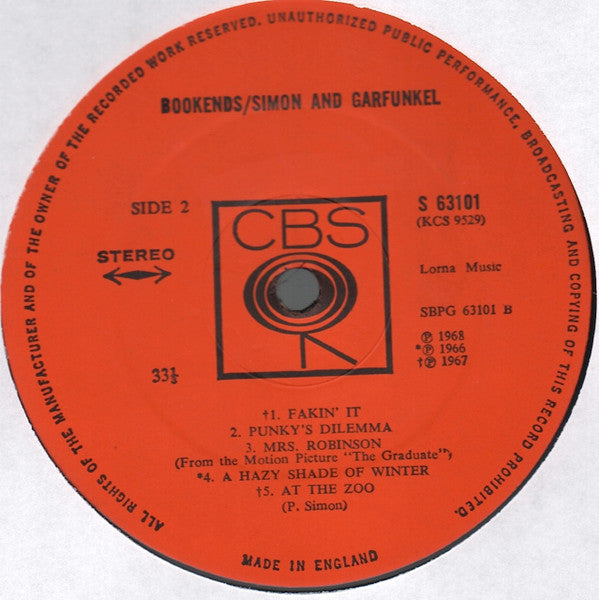 ALL RIGHTS OF THE MANUFACTURER AND OF THE OWNER OF THE RECORDED WORK RESERVED. UNAUTHORIZED PUBLIC PERFORMANCE, BROADCASTING AND COPYING OF THIS RECORD PROHIBITED.
BOOKENDS/SIMON AND GARFUNKEL
SIDE 2
CBS
S 63101
(KCS 9529)
STEREO
Lorna Music
SBPG 63101 B
℗ 1968
*℗ 1966
†℗ 1967
33⅓
†1. FAKIN' IT
2. PUNKY'S DILEMMA
3. MRS. ROBINSON
(From the Motion Picture "The Graduate")
*4. A HAZY SHADE OF WINTER
†5. AT THE ZOO
(P. Simon)
MADE IN ENGLAND